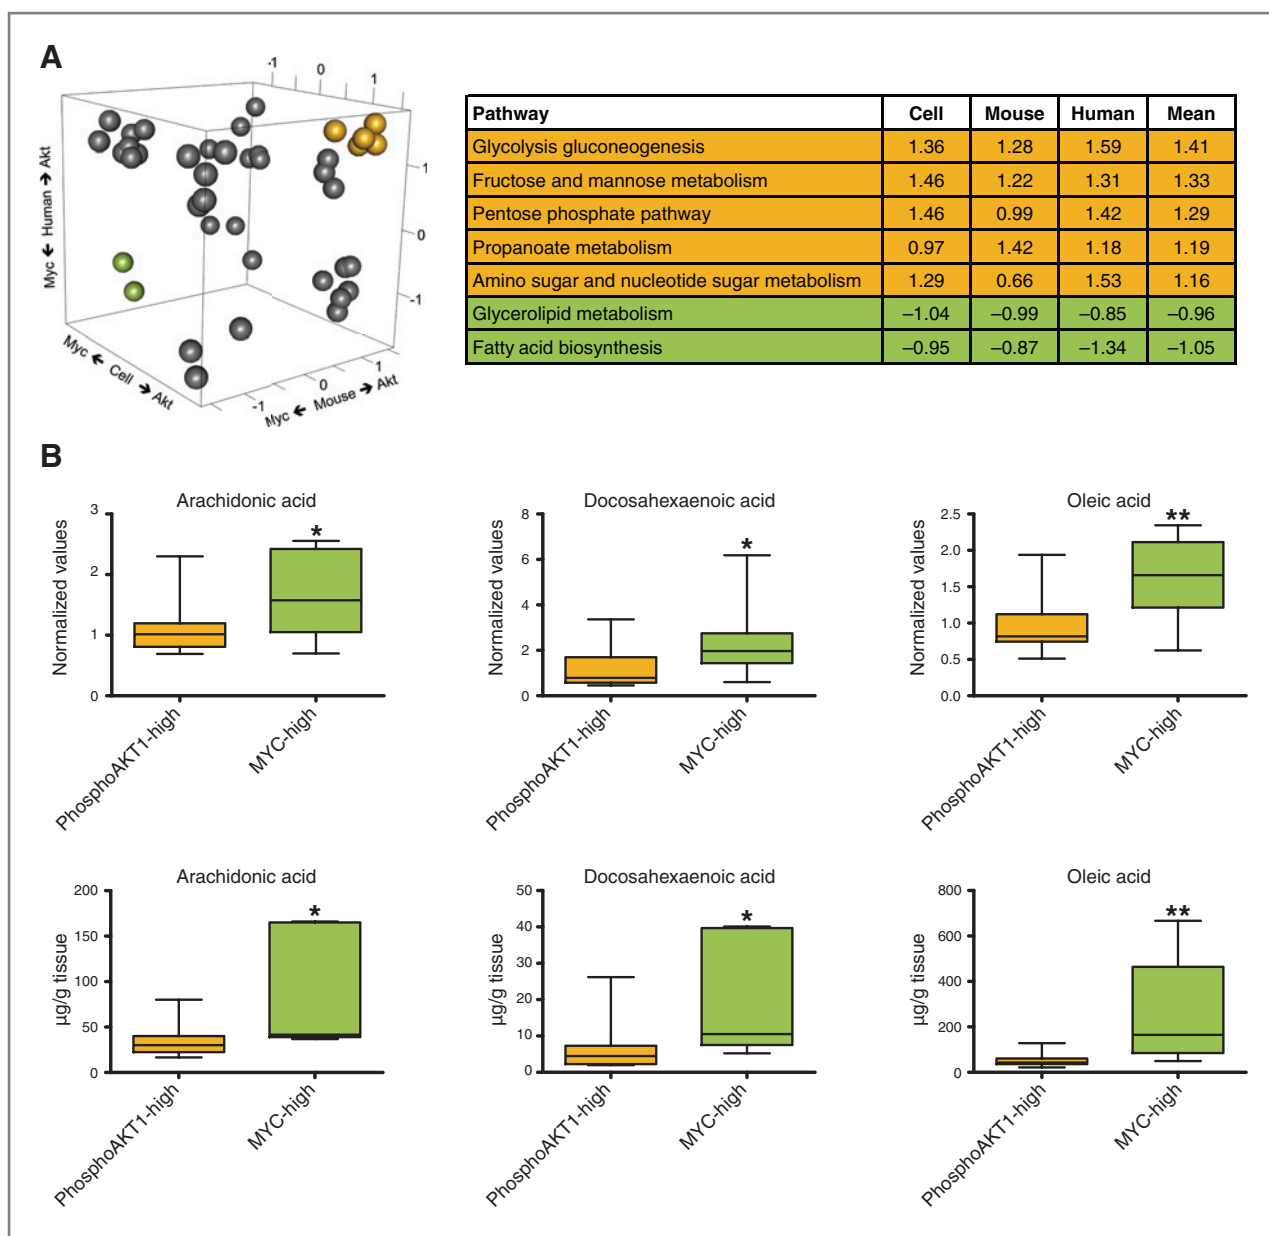 A
-1 0 1
1
0
-1
Myc ← Human → Akt
Myc ← Cell → Akt
-1 0 1
Myc ← Mouse → Akt
Pathway Cell Mouse Human Mean
Glycolysis gluconeogenesis 1.36 1.28 1.59 1.41
Fructose and mannose metabolism 1.46 1.22 1.31 1.33
Pentose phosphate pathway 1.46 0.99 1.42 1.29
Propanoate metabolism 0.97 1.42 1.18 1.19
Amino sugar and nucleotide sugar metabolism 1.29 0.66 1.53 1.16
Glycerolipid metabolism –1.04 –0.99 –0.85 –0.96
Fatty acid biosynthesis –0.95 –0.87 –1.34 –1.05
B
Arachidonic acid
Normalized values
3
2
1
0
*
PhosphoAKT1-high
MYC-high
Docosahexaenoic acid
Normalized values
8
6
4
2
0
*
PhosphoAKT1-high
MYC-high
Oleic acid
Normalized values
2.5
2.0
1.5
1.0
0.5
0.0
**
PhosphoAKT1-high
MYC-high
Arachidonic acid
µg/g tissue
200
150
100
50
0
*
PhosphoAKT1-high
MYC-high
Docosahexaenoic acid
µg/g tissue
50
40
30
20
10
0
*
PhosphoAKT1-high
MYC-high
Oleic acid
µg/g tissue
800
600
400
200
0
**
PhosphoAKT1-high
MYC-high